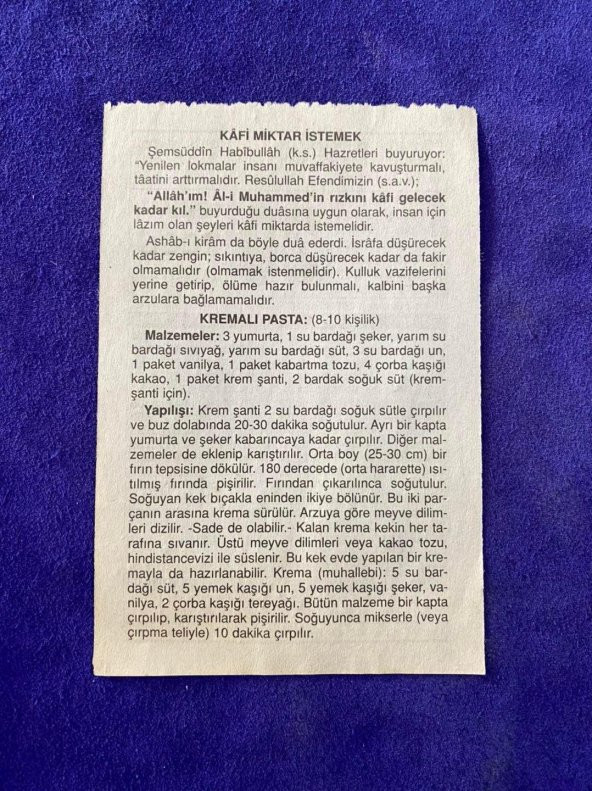 KÂFİ MİKTAR İSTEMEK
Şemsüddîn Habîbullâh (k.s.) Hazretleri buyuruyor:
“Yenilen lokmalar insanı muvaffakiyete kavuşturmalı,
tâatini arttırmalıdır. Resûlullah Efendimizin (s.a.v.);
“Allâh’ım! Âl-i Muhammed’in rızkını kâfi gelecek
kadar kıl.” buyurduğu duâsına uygun olarak, insan için
lâzım olan şeyleri kâfi miktarda istemelidir.
Ashâb-ı kirâm da böyle duâ ederdi. İsrâfa düşürecek
kadar zengin; sıkıntıya, borca düşürecek kadar da fakir
olmamalıdır (olmamak istenmelidir). Kulluk vazifelerini
yerine getirip, ölüme hazır bulunmalı, kalbini başka
arzulara bağlamamalıdır.
KREMALI PASTA: (8-10 kişilik)
Malzemeler: 3 yumurta, 1 su bardağı şeker, yarım su
bardağı sıvıyağ, yarım su bardağı süt, 3 su bardağı un,
1 paket vanilya, 1 paket kabartma tozu, 4 çorba kaşığı
kakao, 1 paket krem şanti, 2 bardak soğuk süt (krem-
şanti için).
Yapılışı: Krem şanti 2 su bardağı soğuk sütle çırpılır
ve buz dolabında 20-30 dakika soğutulur. Ayrı bir kapta
yumurta ve şeker kabarıncaya kadar çırpılır. Diğer mal-
zemeler de eklenip karıştırılır. Orta boy (25-30 cm) bir
fırın tepsisine dökülür. 180 derecede (orta hararette) ısı-
tılmış fırında pişirilir. Fırından çıkarılınca soğutulur.
Soğuyan kek bıçakla eninden ikiye bölünür. Bu iki par-
çanın arasına krema sürülür. Arzuya göre meyve dilim-
leri dizilir. -Sade de olabilir.- Kalan krema kekin her ta-
rafına sıvanır. Üstü meyve dilimleri veya kakao tozu,
hindistancevizi ile süslenir. Bu kek evde yapılan bir kre-
mayla da hazırlanabilir. Krema (muhallebi): 5 su bar-
dağı süt, 5 yemek kaşığı un, 5 yemek kaşığı şeker, va-
nilya, 2 çorba kaşığı tereyağı. Bütün malzeme bir kapta
çırpılıp, karıştırılarak pişirilir. Soğuyunca mikserle (veya
çırpma teliyle) 10 dakika çırpılır.